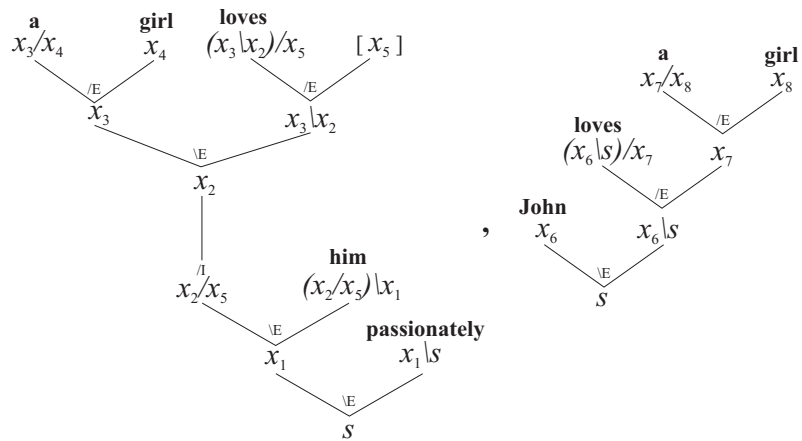 a girl loves
x₃/x₄ x₄ (x₃\x₂)/x₅ [ x₅ ]
/E /E
x₃ x₃\x₂
\E
x₂
/I him
x₂/x₅ (x₂/x₅)\x₁
\E passionately
x₁ x₁\s
\E
s
,
a girl
x₇/x₈ x₈
/E
loves
(x₆\s)/x₇ x₇
/E
John
x₆ x₆\s
\E
s